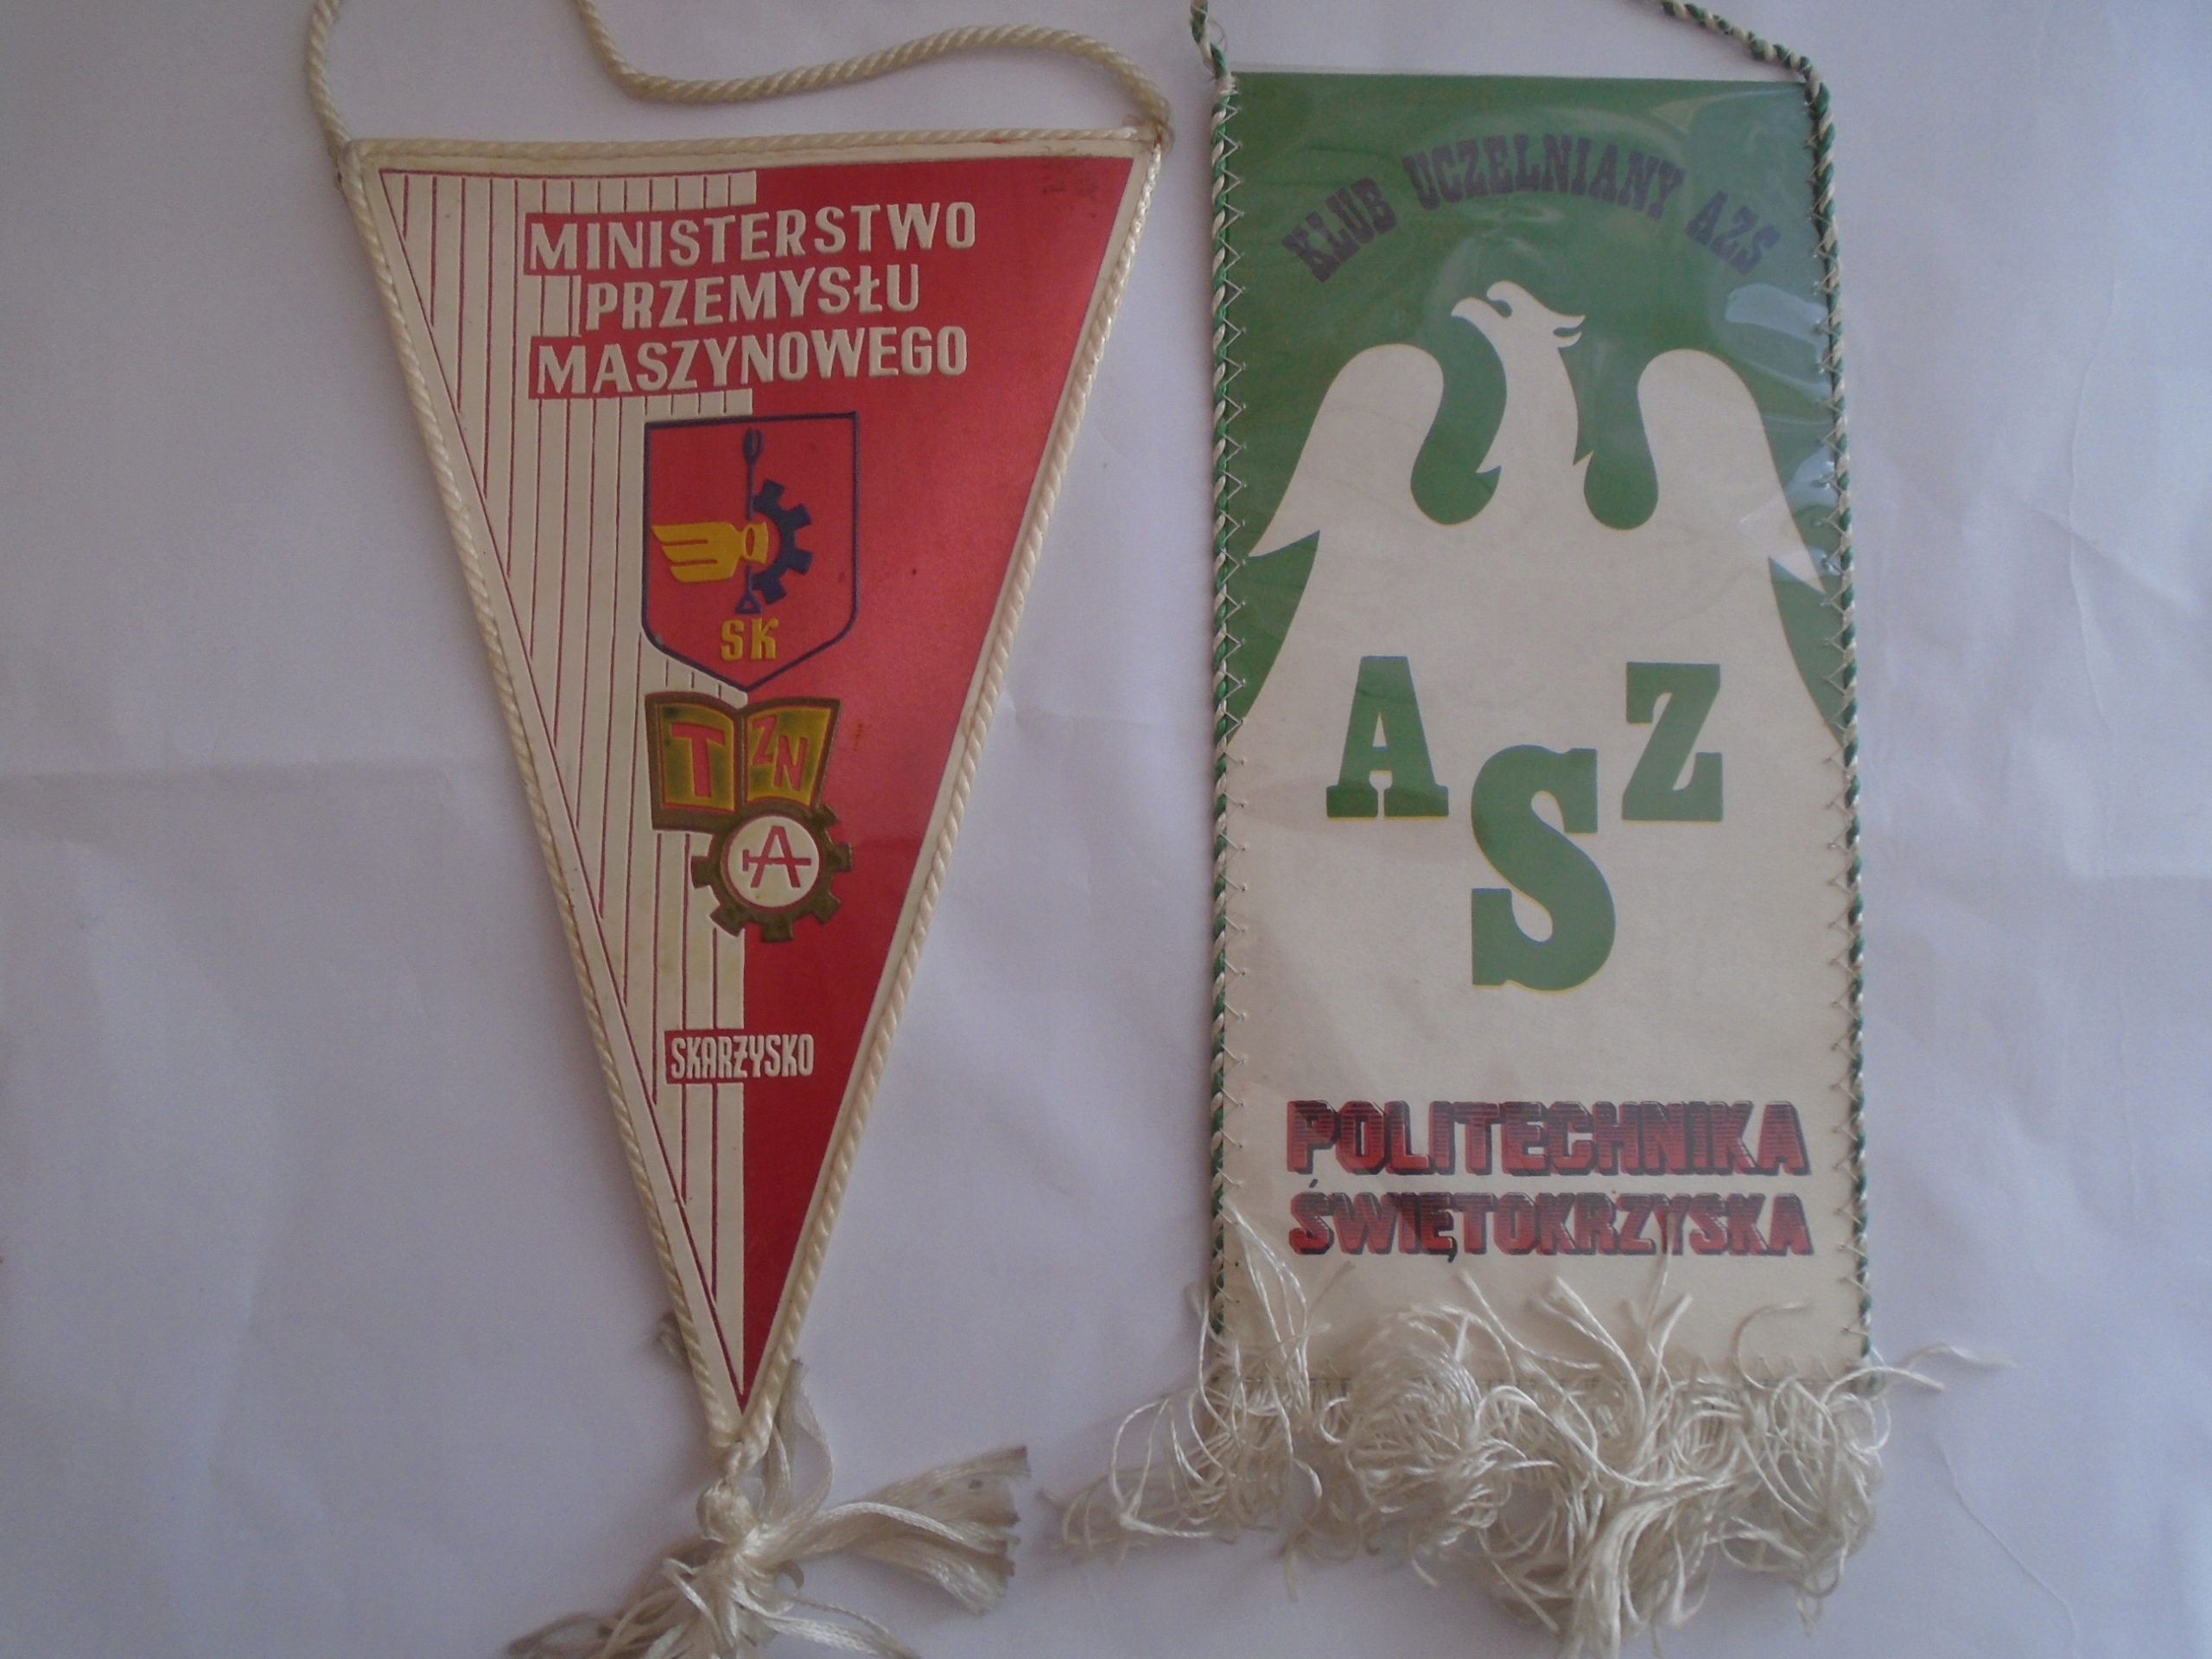 MINISTERSTWO
PRZEMYSŁU
MASZYNOWEGO
SK
T ZN
A
SKARŻYSKO
KLUB UCZELNIANY AZS
A Z
S
POLITECHNIKA
ŚWIĘTOKRZYSKA